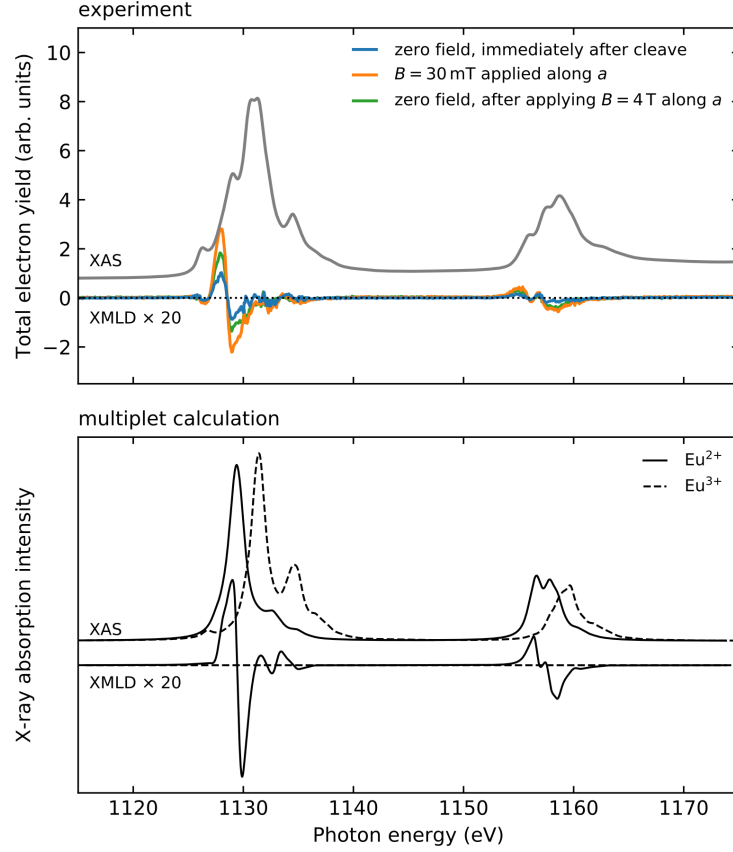 experiment
Total electron yield (arb. units)
10
8
6
4
2
0
−2
zero field, immediately after cleave
B = 30 mT applied along a
zero field, after applying B = 4 T along a
XAS
XMLD × 20
multiplet calculation
X-ray absorption intensity
Eu²⁺
Eu³⁺
XAS
XMLD × 20
1120 1130 1140 1150 1160 1170
Photon energy (eV)